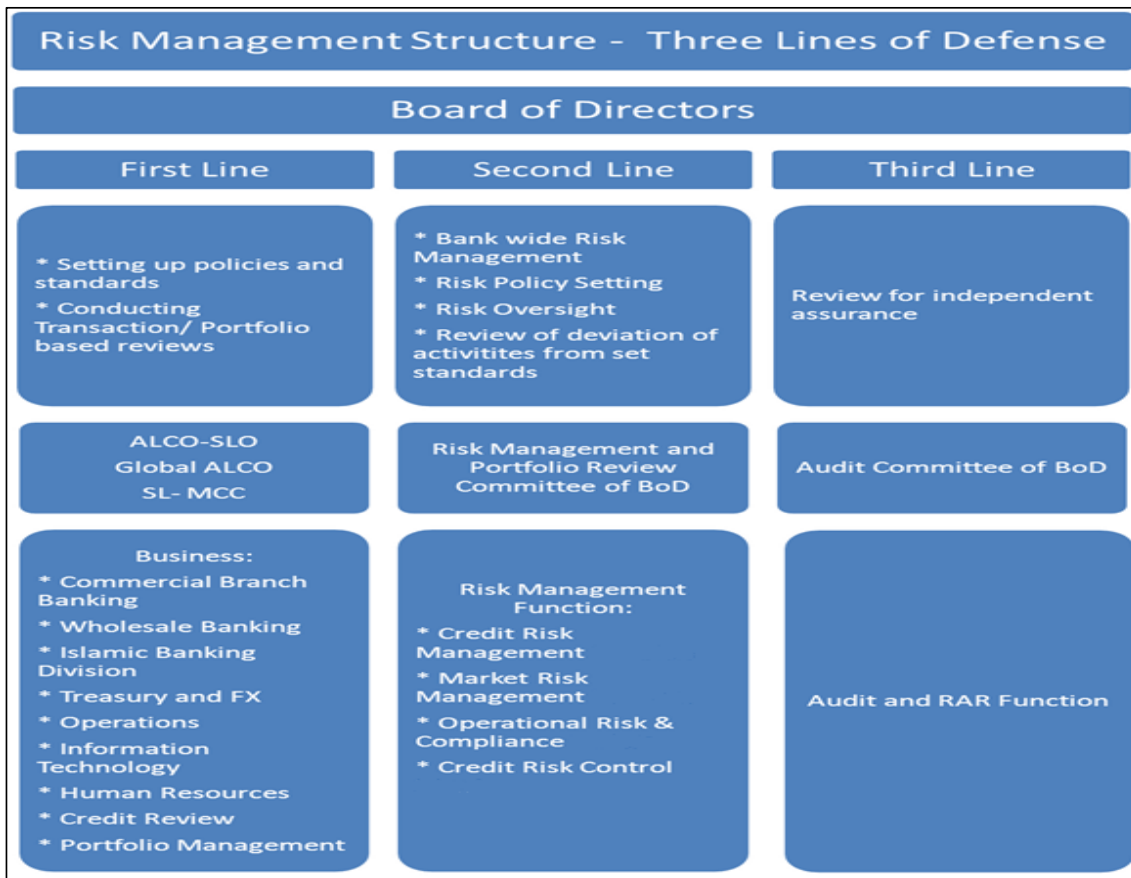 Risk Management Structure - Three Lines of Defense
Board of Directors
First Line
Second Line
Third Line
* Setting up policies and
standards
* Conducting
Transaction/ Portfolio
based reviews
* Bank wide Risk
Management
* Risk Policy Setting
* Risk Oversight
* Review of deviation of
activitites from set
standards
Review for independent
assurance
ALCO-SLO
Global ALCO
SL- MCC
Risk Management and
Portfolio Review
Committee of BoD
Audit Committee of BoD
Business:
* Commercial Branch
Banking
* Wholesale Banking
* Islamic Banking
Division
* Treasury and FX
* Operations
* Information
Technology
* Human Resources
* Credit Review
* Portfolio Management
Risk Management
Function:
* Credit Risk
Management
* Market Risk
Management
* Operational Risk &
Compliance
* Credit Risk Control
Audit and RAR Function